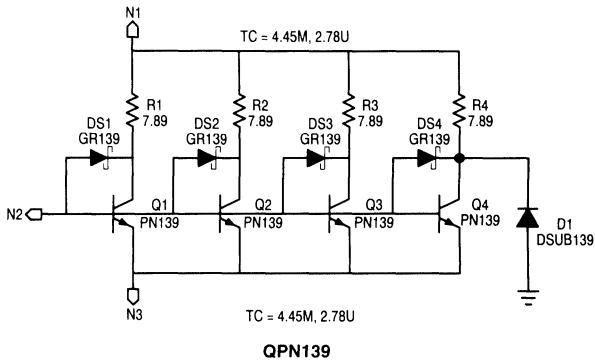 N1
TC = 4.45M, 2.78U
R1
7.89
R2
7.89
R3
7.89
R4
7.89
DS1
GR139
DS2
GR139
DS3
GR139
DS4
GR139
N2
Q1
PN139
Q2
PN139
Q3
PN139
Q4
PN139
D1
DSUB139
N3
TC = 4.45M, 2.78U
QPN139